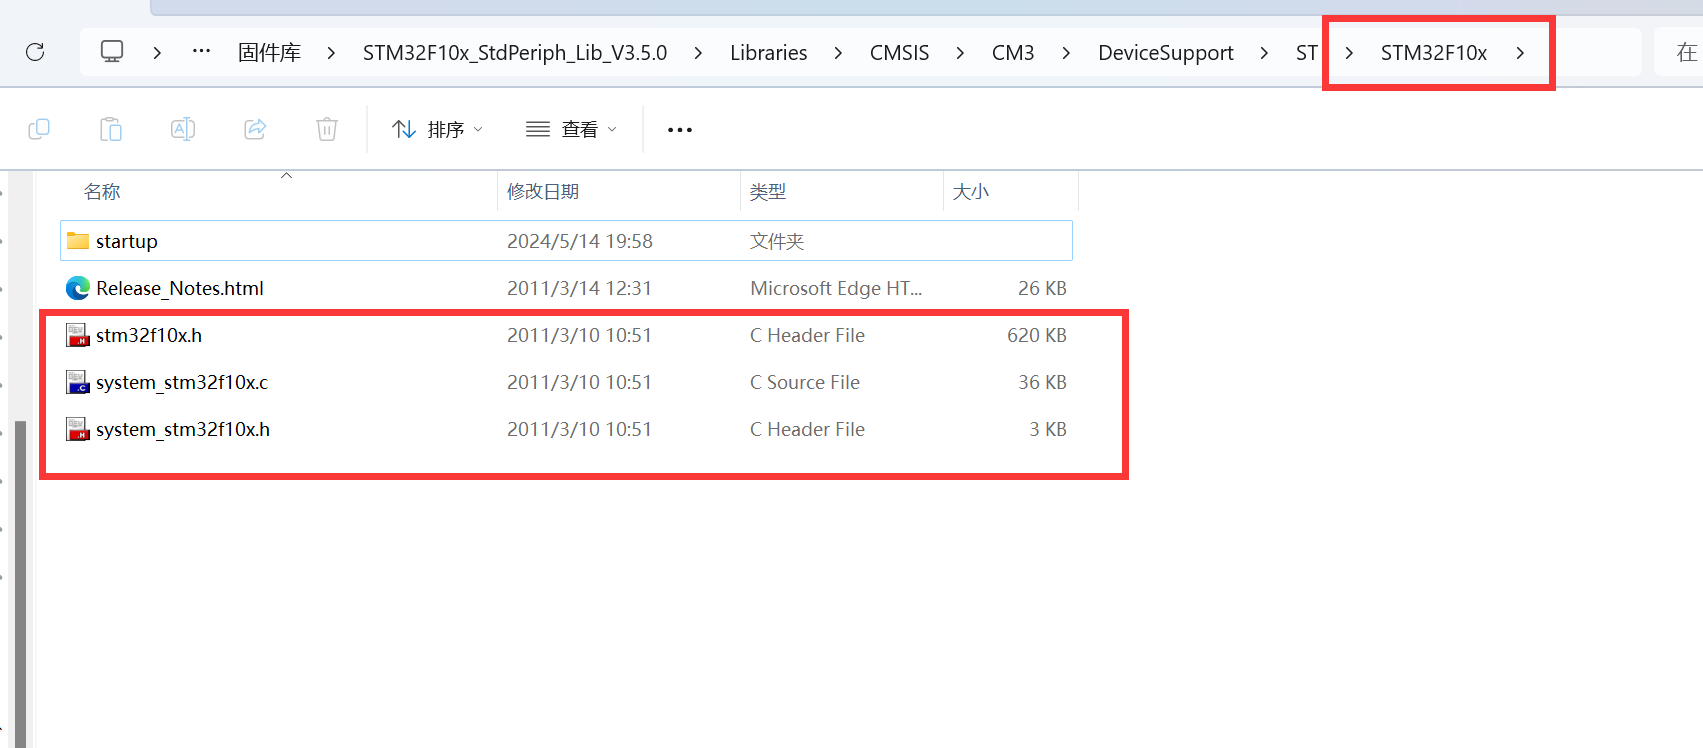 … 固件库 > STM32F10x_StdPeriph_Lib_V3.5.0 > Libraries > CMSIS > CM3 > DeviceSupport > ST > STM32F10x > 在
排序 查看 •••
名称 修改日期 类型 大小
startup 2024/5/14 19:58 文件夹
Release_Notes.html 2011/3/14 12:31 Microsoft Edge HT... 26 KB
stm32f10x.h 2011/3/10 10:51 C Header File 620 KB
system_stm32f10x.c 2011/3/10 10:51 C Source File 36 KB
system_stm32f10x.h 2011/3/10 10:51 C Header File 3 KB